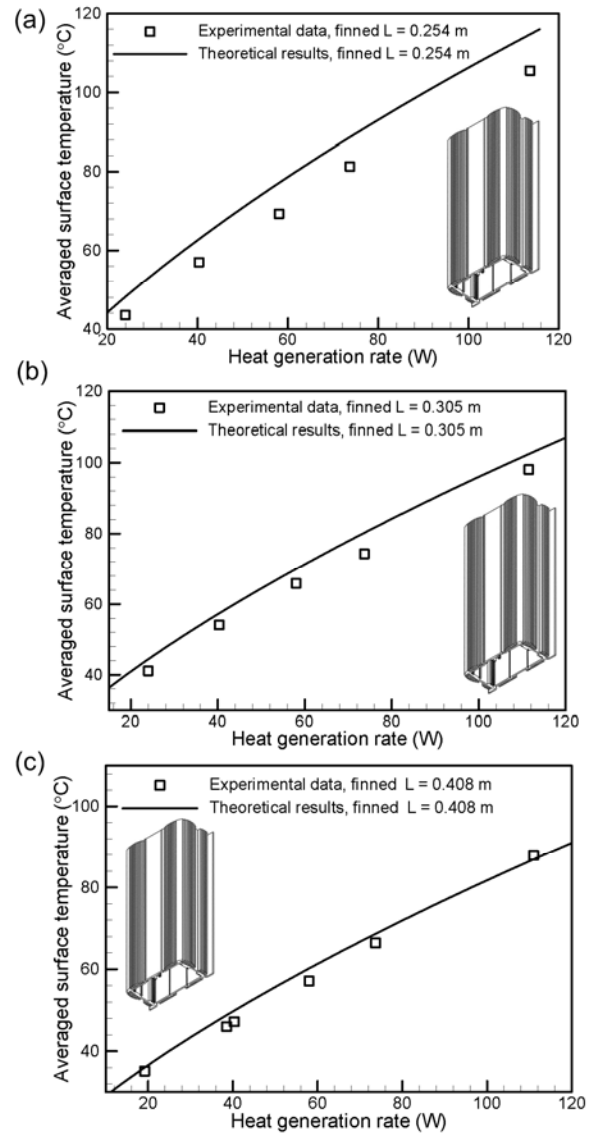 (a)
Experimental data, finned L = 0.254 m
Theoretical results, finned L = 0.254 m
Averaged surface temperature (°C)
120
100
80
60
40
20 40 60 80 100 120
Heat generation rate (W)
(b)
Experimental data, finned L = 0.305 m
Theoretical results, finned L = 0.305 m
Averaged surface temperature (°C)
120
100
80
60
40
20 40 60 80 100 120
Heat generation rate (W)
(c)
Experimental data, finned L = 0.408 m
Theoretical results, finned L = 0.408 m
Averaged surface temperature (°C)
100
80
60
40
20 40 60 80 100 120
Heat generation rate (W)